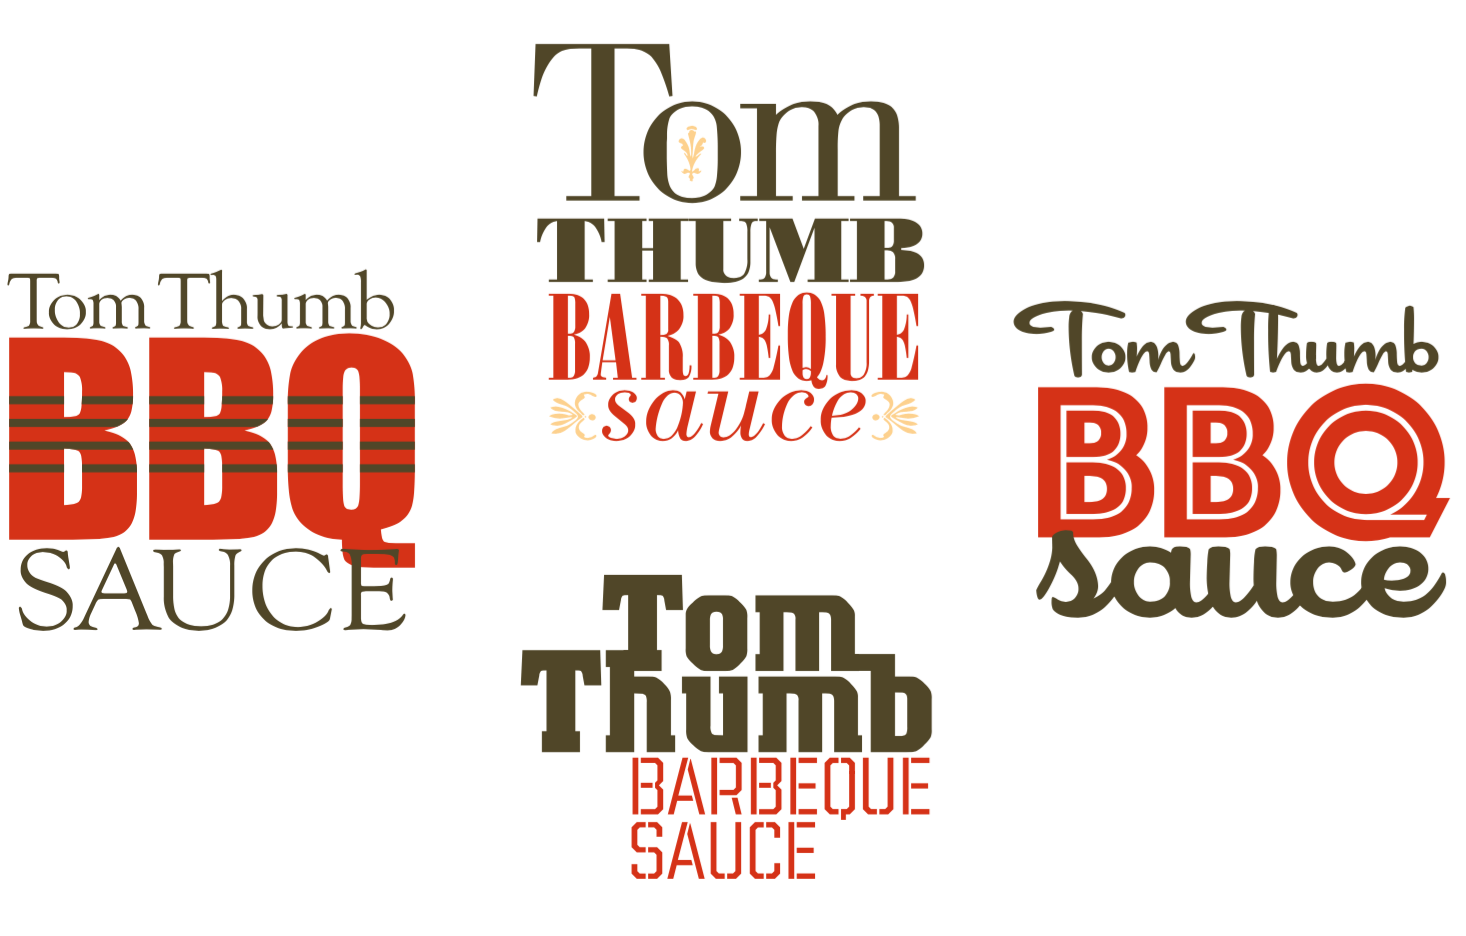 Tom
THUMB
BARBEQUE
sauce
Tom Thumb
BBQ
SAUCE
Tom Thumb
BBQ
sauce
Tom
Thumb
BARBEQUE
SAUCE